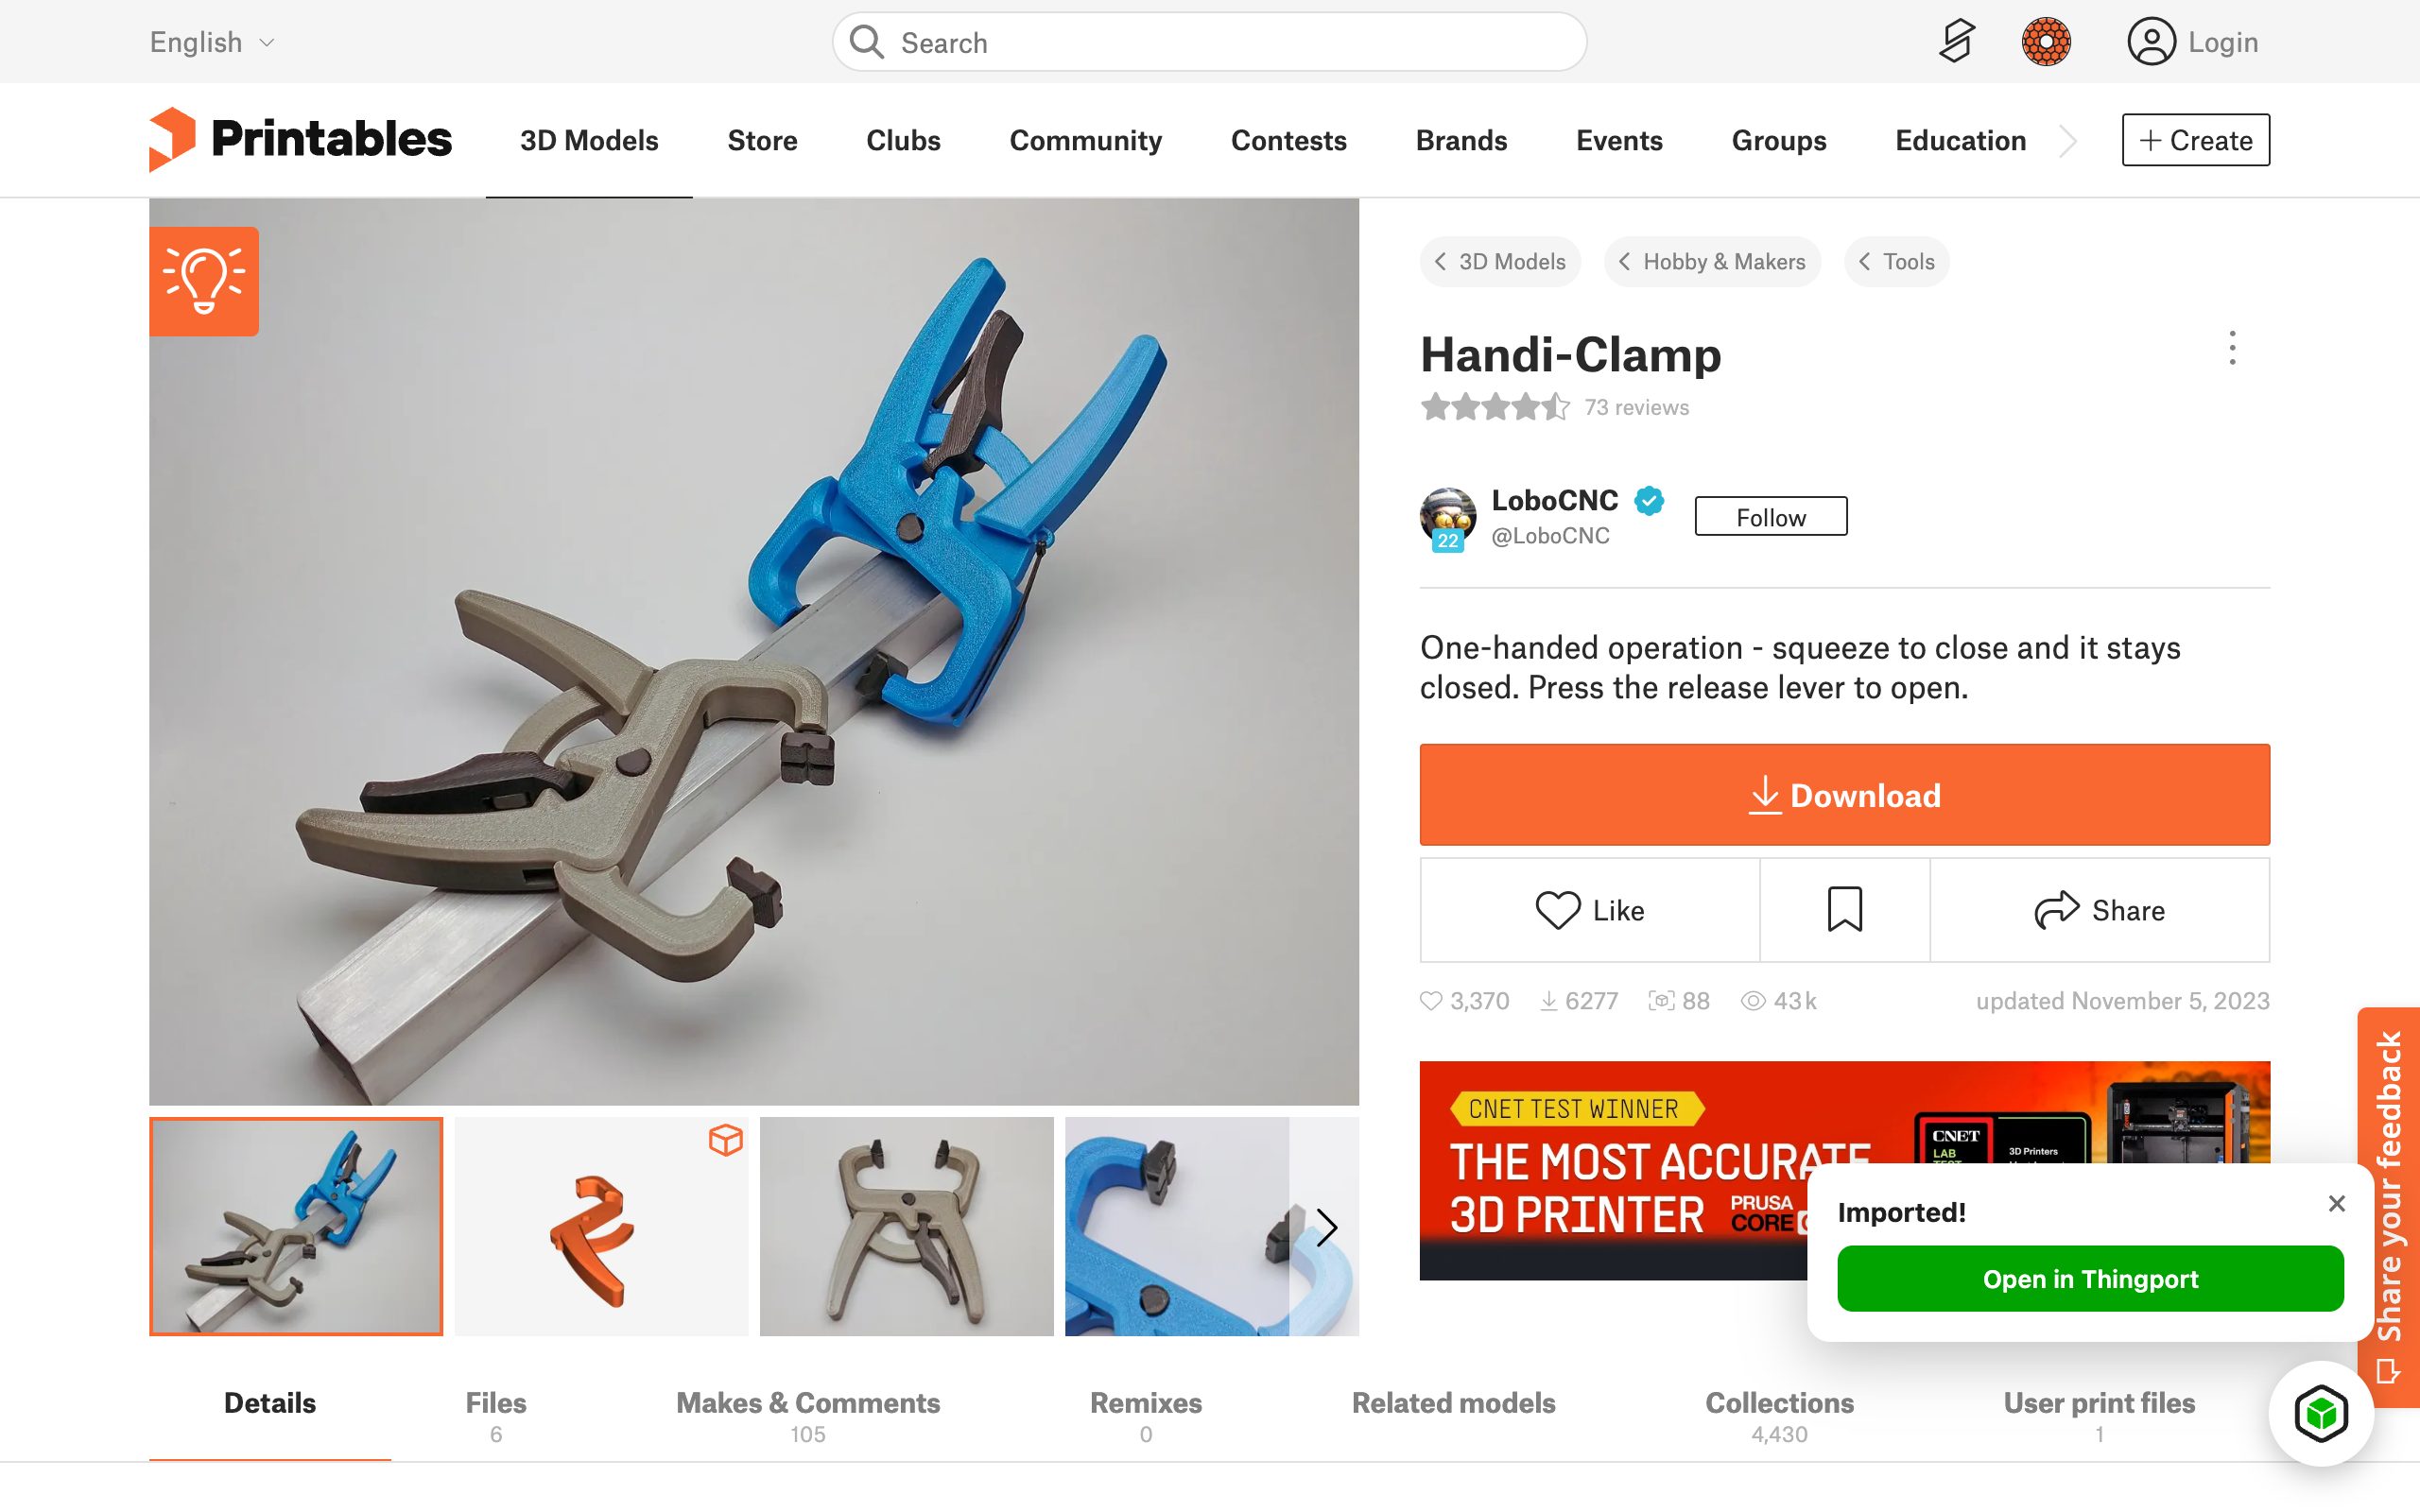 English
Search
Login
Printables
3D Models
Store
Clubs
Community
Contests
Brands
Events
Groups
Education
Create
3D Models
Hobby & Makers
Tools
Handi-Clamp
73 reviews
LoboCNC
@LoboCNC
22
Follow
One-handed operation - squeeze to close and it stays
closed. Press the release lever to open.
Download
Like
Share
3,370
6277
88
43k
updated November 5, 2023
CNET TEST WINNER
THE MOST ACCURATE
3D PRINTER
PRUSA
CORE
CNET
LAB
3D Printers
Imported!
Open in Thingport
Share your feedback
Details
Files
6
Makes & Comments
105
Remixes
0
Related models
Collections
4,430
User print files
1